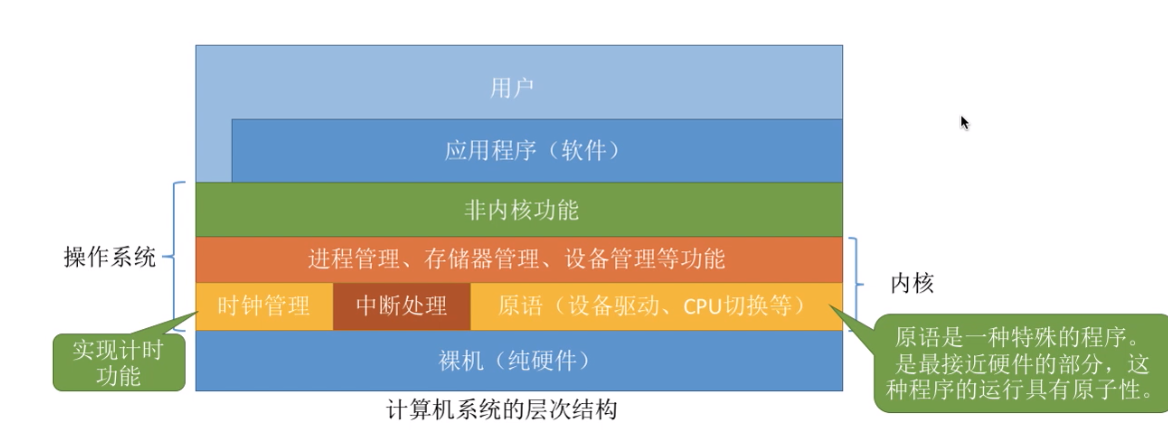 用户
应用程序（软件）
非内核功能
操作系统
进程管理、存储器管理、设备管理等功能
内核
时钟管理
中断处理
原语（设备驱动、CPU切换等）
实现计时
功能
裸机（纯硬件）
原语是一种特殊的程序。
是最接近硬件的部分，这
种程序的运行具有原子性。
计算机系统的层次结构